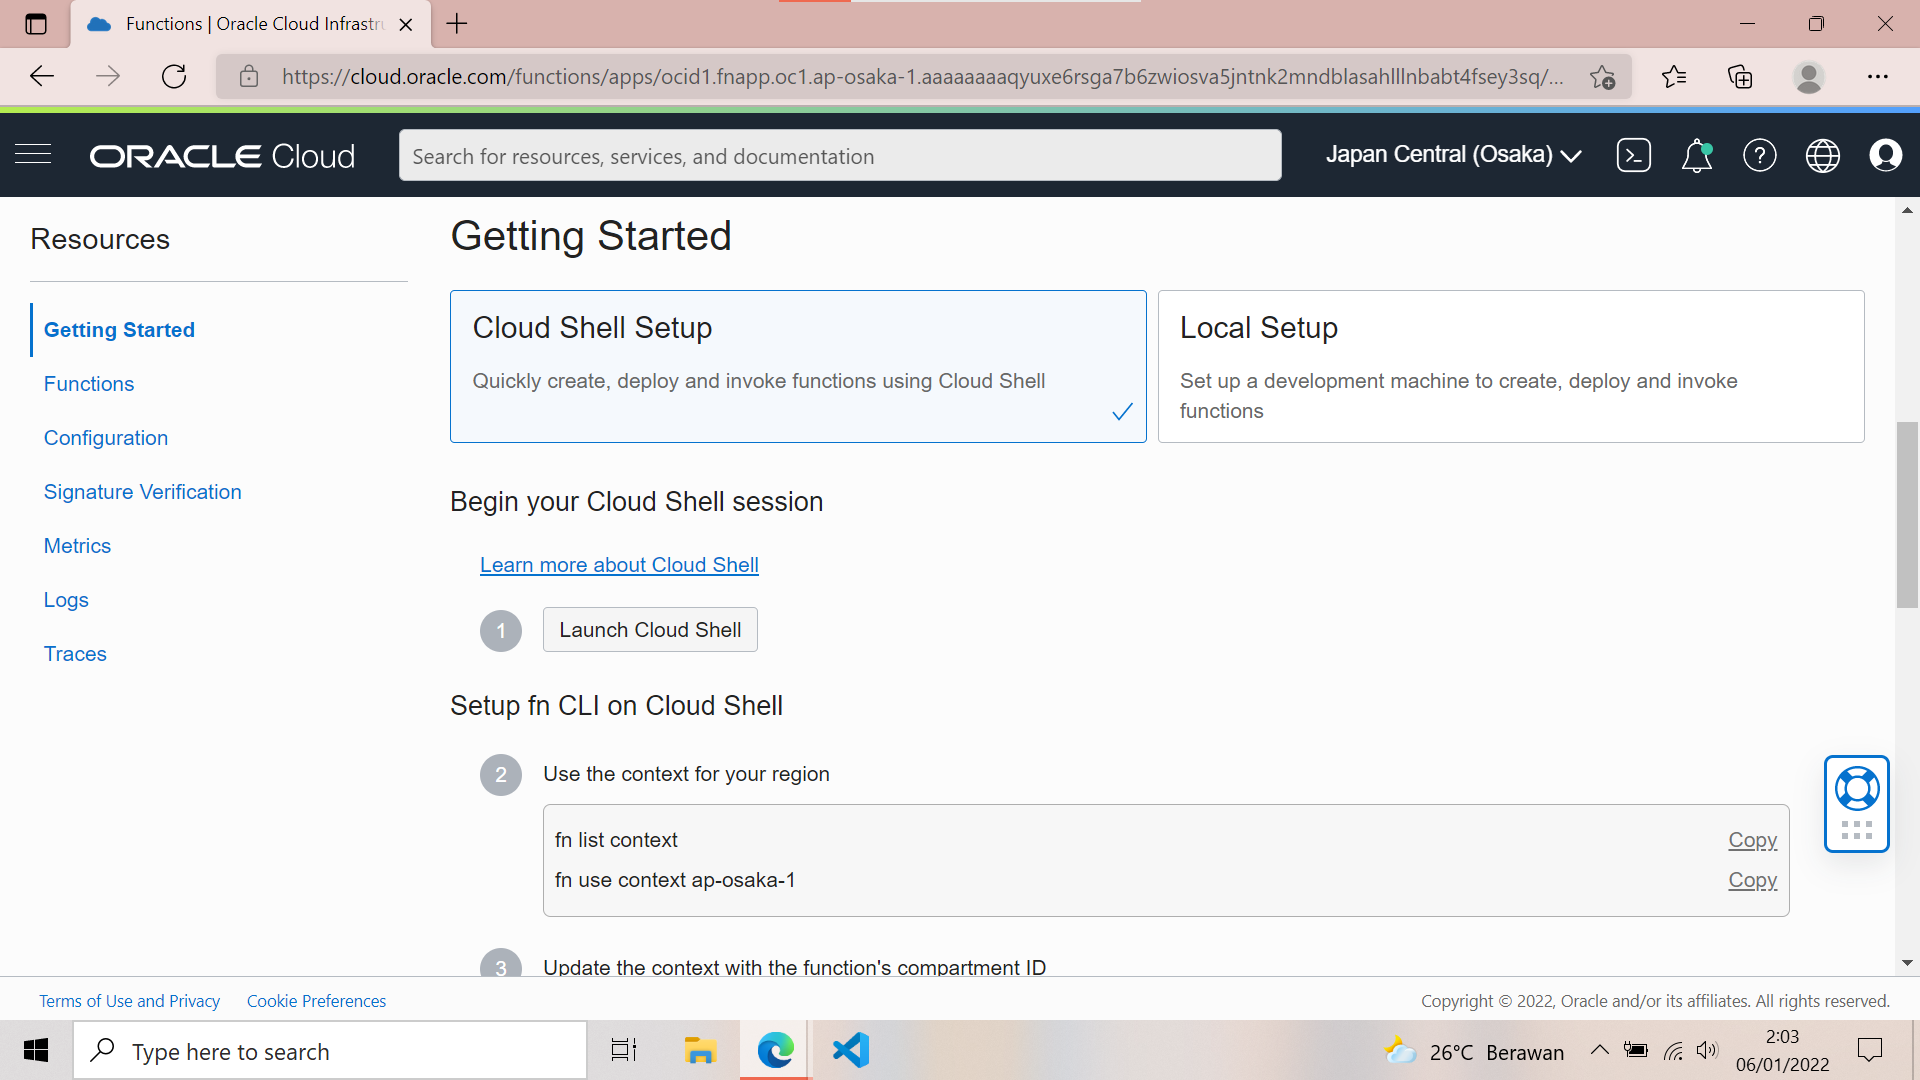 Functions | Oracle Cloud Infrastru
https://cloud.oracle.com/functions/apps/ocid1.fnapp.oc1.ap-osaka-1.aaaaaaaaqyuxe6rsga7b6zwiosva5jntnk2mndblasahlllnbabt4fsey3sq/...
ORACLE Cloud
Search for resources, services, and documentation
Japan Central (Osaka)
Resources
Getting Started
Functions
Configuration
Signature Verification
Metrics
Logs
Traces
Getting Started
Cloud Shell Setup
Quickly create, deploy and invoke functions using Cloud Shell
Local Setup
Set up a development machine to create, deploy and invoke
functions
Begin your Cloud Shell session
Learn more about Cloud Shell
1 Launch Cloud Shell
Setup fn CLI on Cloud Shell
2 Use the context for your region
fn list context Copy
fn use context ap-osaka-1 Copy
3 Update the context with the function's compartment ID
Terms of Use and Privacy Cookie Preferences
Copyright © 2022, Oracle and/or its affiliates. All rights reserved.
Type here to search
26°C Berawan
2:03
06/01/2022